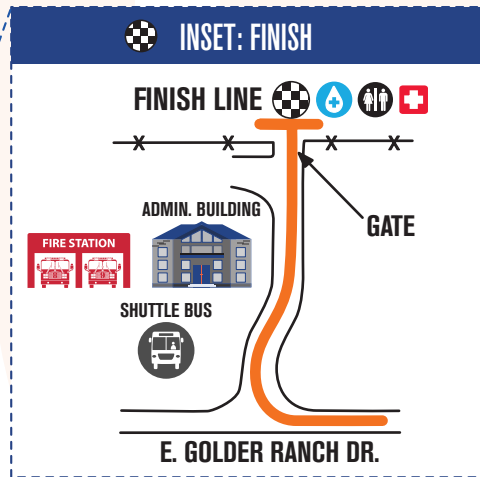 INSET: FINISH
FINISH LINE
GATE
ADMIN. BUILDING
FIRE STATION
SHUTTLE BUS
E. GOLDER RANCH DR.